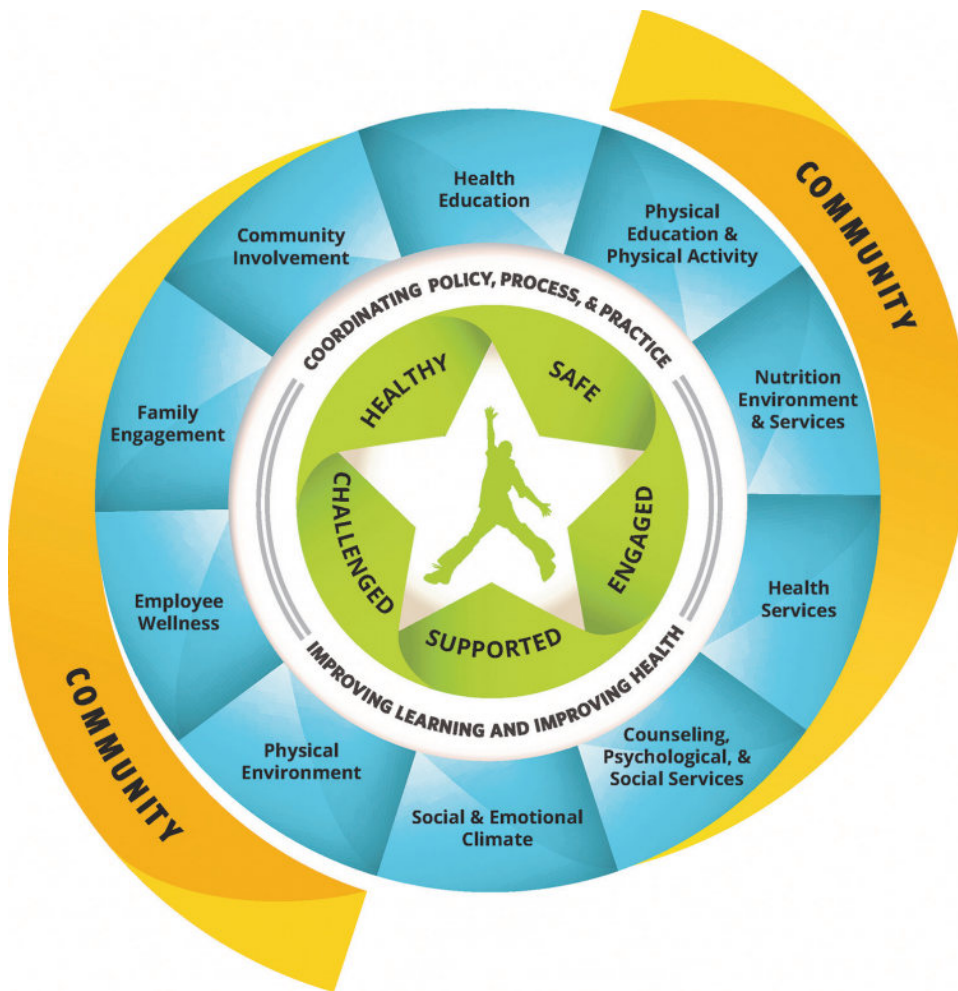 COMMUNITY
Health
Education
Physical
Education &
Physical Activity
Nutrition
Environment
& Services
Health
Services
Counseling,
Psychological, &
Social Services
Social & Emotional
Climate
Physical
Environment
Employee
Wellness
Family
Engagement
Community
Involvement
COORDINATING POLICY, PROCESS, & PRACTICE
IMPROVING LEARNING AND IMPROVING HEALTH
HEALTHY
SAFE
ENGAGED
SUPPORTED
CHALLENGED
COMMUNITY